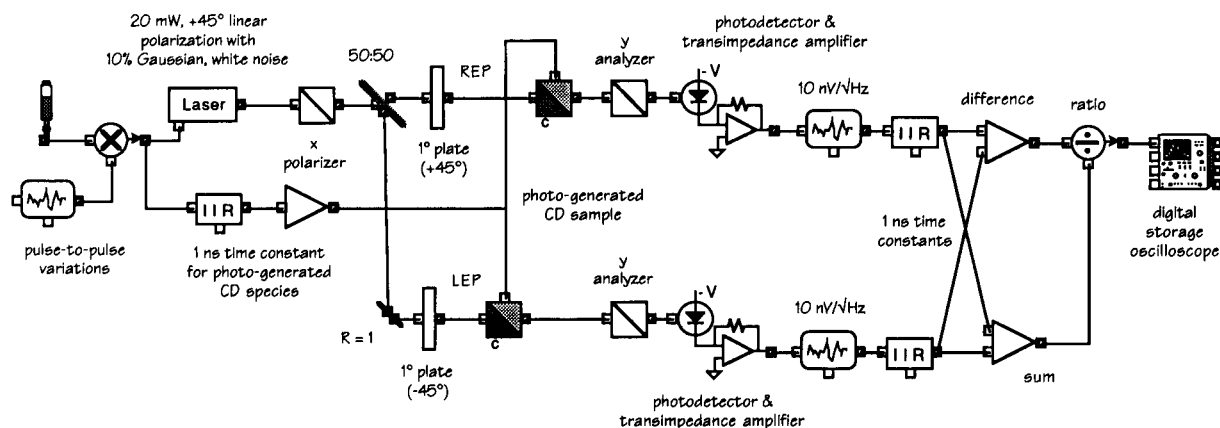 20 mW, +45° linear
polarization with
10% Gaussian, white noise
Laser
x
polarizer
50:50
REP
1° plate
(+45°)
C
y
analyzer
photodetector &
transimpedance amplifier
- V
10 nV/√Hz
IIR
difference
ratio
digital
storage
oscilloscope
pulse-to-pulse
variations
IIR
1 ns time constant
for photo-generated
CD species
photo-generated
CD sample
1 ns time
constants
R = 1
LEP
1° plate
(-45°)
C
y
analyzer
- V
photodetector &
transimpedance amplifier
10 nV/√Hz
IIR
sum